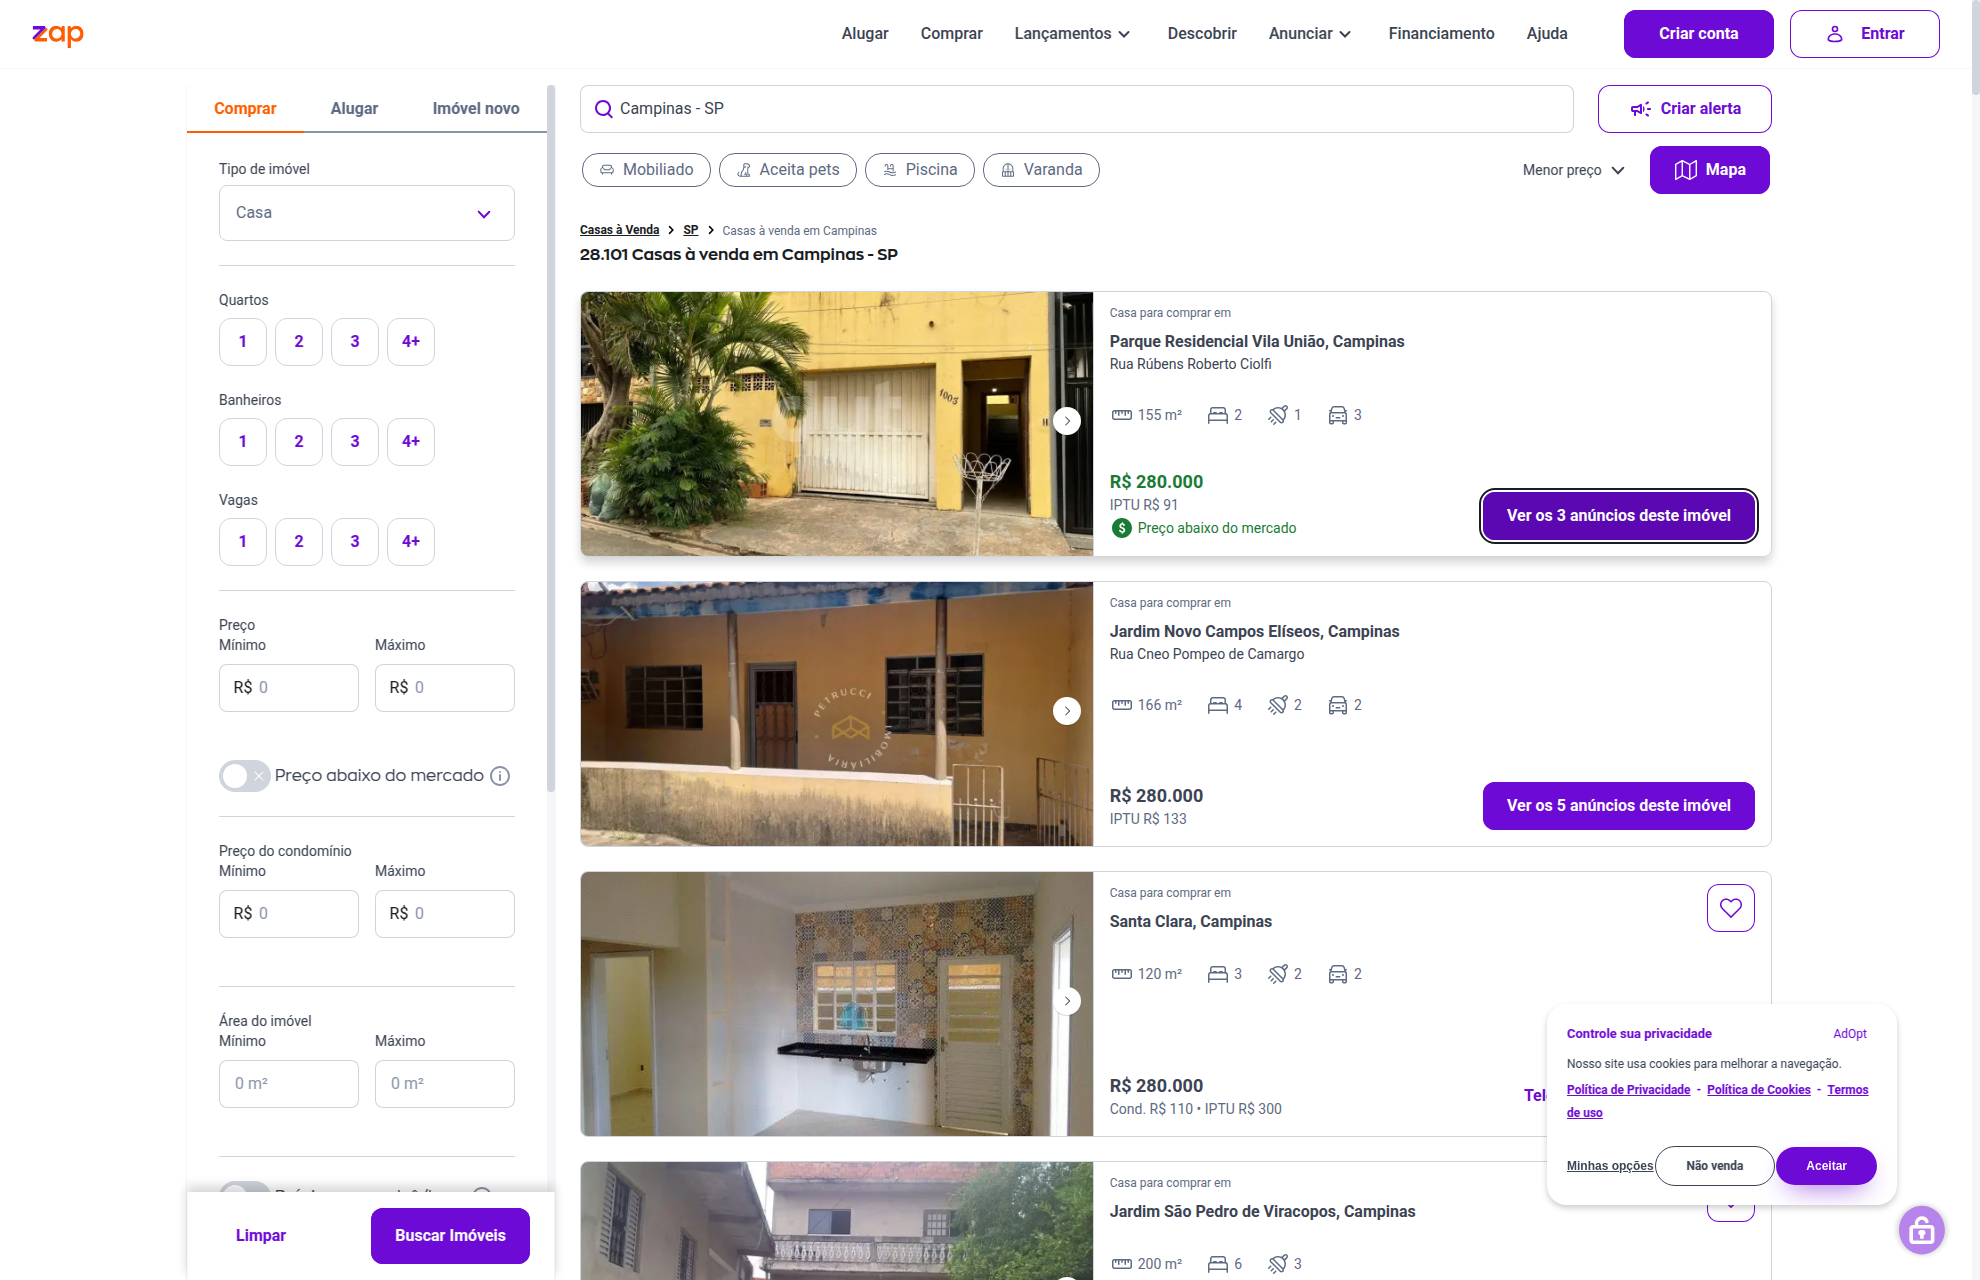 zap
Alugar
Comprar
Lançamentos
Descobrir
Anunciar
Financiamento
Ajuda
Criar conta
Entrar
Comprar
Alugar
Imóvel novo
Tipo de imóvel
Casa
Quartos
1
2
3
4+
Banheiros
1
2
3
4+
Vagas
1
2
3
4+
Preço
Mínimo
Máximo
R$ 0
R$ 0
Preço abaixo do mercado
Preço do condomínio
Mínimo
Máximo
R$ 0
R$ 0
Área do imóvel
Mínimo
Máximo
0 m²
0 m²
Limpar
Buscar Imóveis
Campinas - SP
Criar alerta
Mobiliado
Aceita pets
Piscina
Varanda
Menor preço
Mapa
Casas à Venda > SP > Casas à venda em Campinas
28.101 Casas à venda em Campinas - SP
1005
Casa para comprar em
Parque Residencial Vila União, Campinas
Rua Rúbens Roberto Ciolfi
155 m² 2 1 3
R$ 280.000
IPTU R$ 91
$ Preço abaixo do mercado
Ver os 3 anúncios deste imóvel
PETRUCCI
IMOBILIÁRIA
Casa para comprar em
Jardim Novo Campos Elíseos, Campinas
Rua Cneo Pompeo de Camargo
166 m² 4 2 2
R$ 280.000
IPTU R$ 133
Ver os 5 anúncios deste imóvel
Casa para comprar em
Santa Clara, Campinas
120 m² 3 2 2
R$ 280.000
Cond. R$ 110 • IPTU R$ 300
Casa para comprar em
Jardim São Pedro de Viracopos, Campinas
200 m² 6 3
Controle sua privacidade
AdOpt
Nosso site usa cookies para melhorar a navegação.
Política de Privacidade - Política de Cookies - Termos
de uso
Minhas opções
Não venda
Aceitar